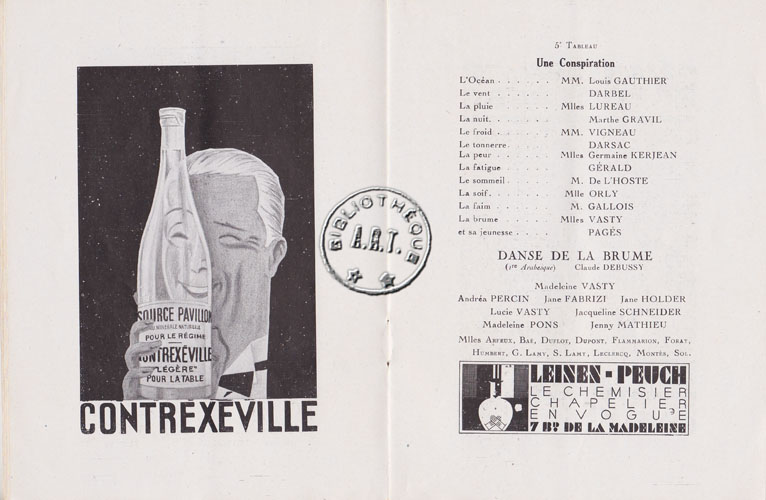 SOURCE PAVILLON
EAU MINÉRALE NATURELLE
POUR LE RÉGIME
CONTREXÉVILLE
"LÉGÈRE"
POUR LA TABLE
CONTREXEVILLE
BIBLIOTHÈQUE
A.R.T.
5e TABLEAU
Une Conspiration
L'Océan . . . . . . MM. Louis GAUTHIER
Le vent . . . . . . DARBEL
La pluie . . . . . . Mlles LUREAU
La nuit. . . . . . . Marthe GRAVIL
Le froid . . . . . . MM. VIGNEAU
Le tonnerre. . . . . DARSAC
La peur . . . . . . Mlles Germaine KERJEAN
La fatigue . . . . . GÉRALD
Le sommeil . . . . . M. De L'HOSTE
La soif. . . . . . . Mlle ORLY
La faim . . . . . . M. GALLOIS
La brume . . . . . . Mlles VASTY
et sa jeunesse . . . . PAGÈS
DANSE DE LA BRUME
(1re Arabesque) Claude DEBUSSY
Madeleine VASTY
Andréa PERCIN Jane FABRIZI Jane HOLDER
Lucie VASTY Jacqueline SCHNEIDER
Madeleine PONS Jenny MATHIEU
Mlles ARFEUX, BAE, DUFLOT, DUPONT, FLAMMARION, FORAT,
HUMBERT, G. LAMY, S. LAMY, LECLERCQ, MONTÈS, SOL.
LEINEN - PEUCH
LE CHEMISIER
CHAPELIER
EN VOGUE
7 BD. DE LA MADELEINE